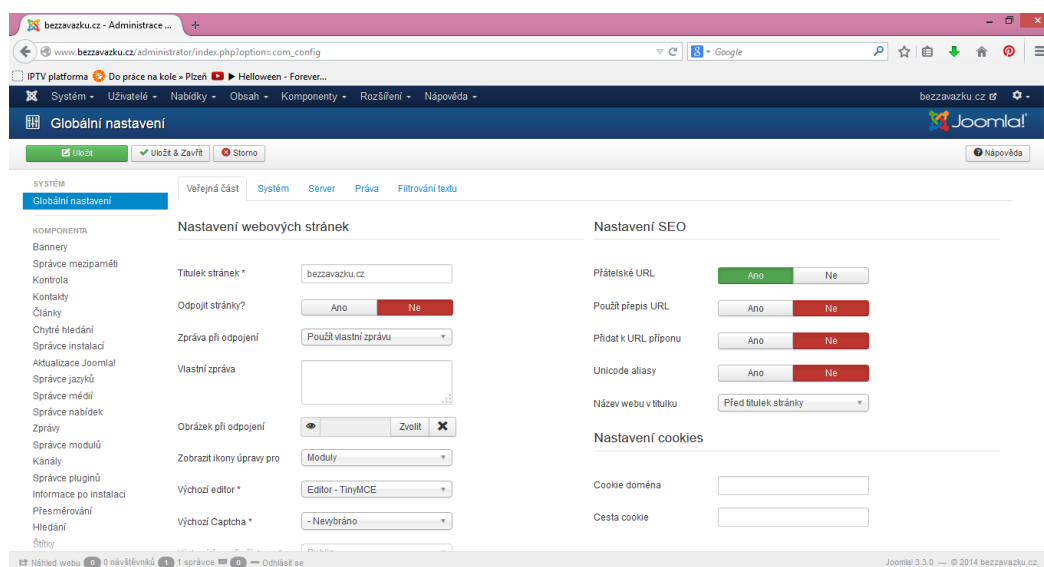 bezzavazku.cz - Administrace ...
www.bezzavazku.cz/administrator/index.php?option=com_config
Google
IPTV platforma Do práce na kole » Plzeň ▶ Helloween - Forever...
Systém Uživatelé Nabídky Obsah Komponenty Rozšíření Nápověda bezzavazku.cz
Globální nastavení Joomla!
Uložit Uložit & Zavřít Storno Nápověda
SYSTÉM
Globální nastavení
KOMPONENTA
Bannery
Správce mezipaměti
Kontrola
Kontakty
Články
Chytré hledání
Správce instalací
Aktualizace Joomla!
Správce jazyků
Správce médií
Správce nabídek
Zprávy
Správce modulů
Kanály
Správce pluginů
Informace po instalaci
Přesměrování
Hledání
Štítky
Veřejná část Systém Server Práva Filtrování textu
Nastavení webových stránek
Titulek stránek * bezzavazku.cz
Odpojit stránky? Ano Ne
Zpráva při odpojení Použít vlastní zprávu
Vlastní zpráva
Obrázek při odpojení Zvolit
Zobrazit ikony úpravy pro Moduly
Výchozí editor * Editor - TinyMCE
Výchozí Captcha * - Nevybráno
Nastavení SEO
Přátelské URL Ano Ne
Použít přepis URL Ano Ne
Přidat k URL příponu Ano Ne
Unicode aliasy Ano Ne
Název webu v titulku Před titulek stránky
Nastavení cookies
Cookie doména
Cesta cookie
Náhled webu 0 0 návštěvníků 1 1 správce 0 Odhlásit se Joomla! 3.3.0 — © 2014 bezzavazku.cz